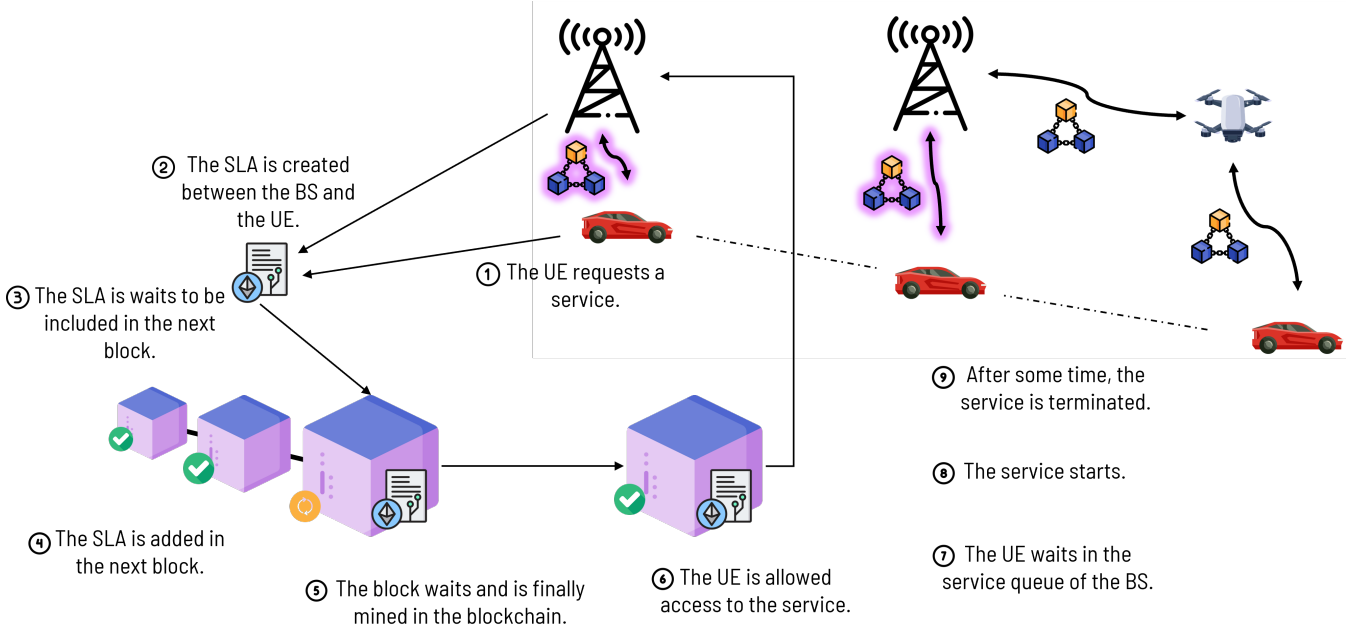 ① The UE requests a
service.
② The SLA is created
between the BS and
the UE.
③ The SLA is waits to be
included in the next
block.
④ The SLA is added in
the next block.
⑤ The block waits and is finally
mined in the blockchain.
⑥ The UE is allowed
access to the service.
⑦ The UE waits in the
service queue of the BS.
⑧ The service starts.
⑨ After some time, the
service is terminated.